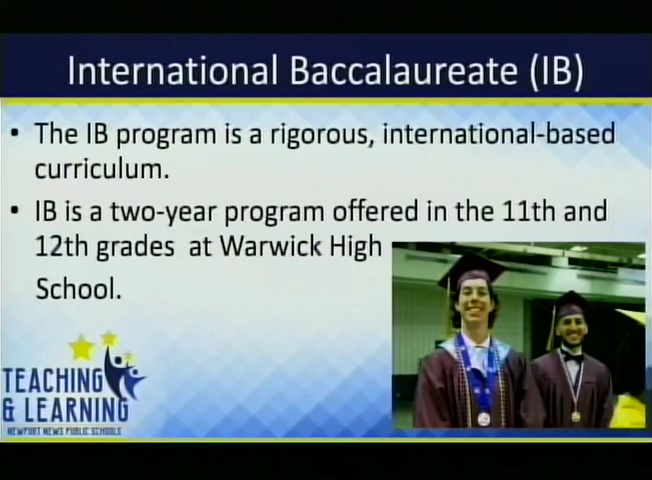 International Baccalaureate (IB)
• The IB program is a rigorous, international-based
curriculum.
• IB is a two-year program offered in the 11th and
12th grades at Warwick High
School.
TEACHING
& LEARNING
NEWPORT NEWS PUBLIC SCHOOLS